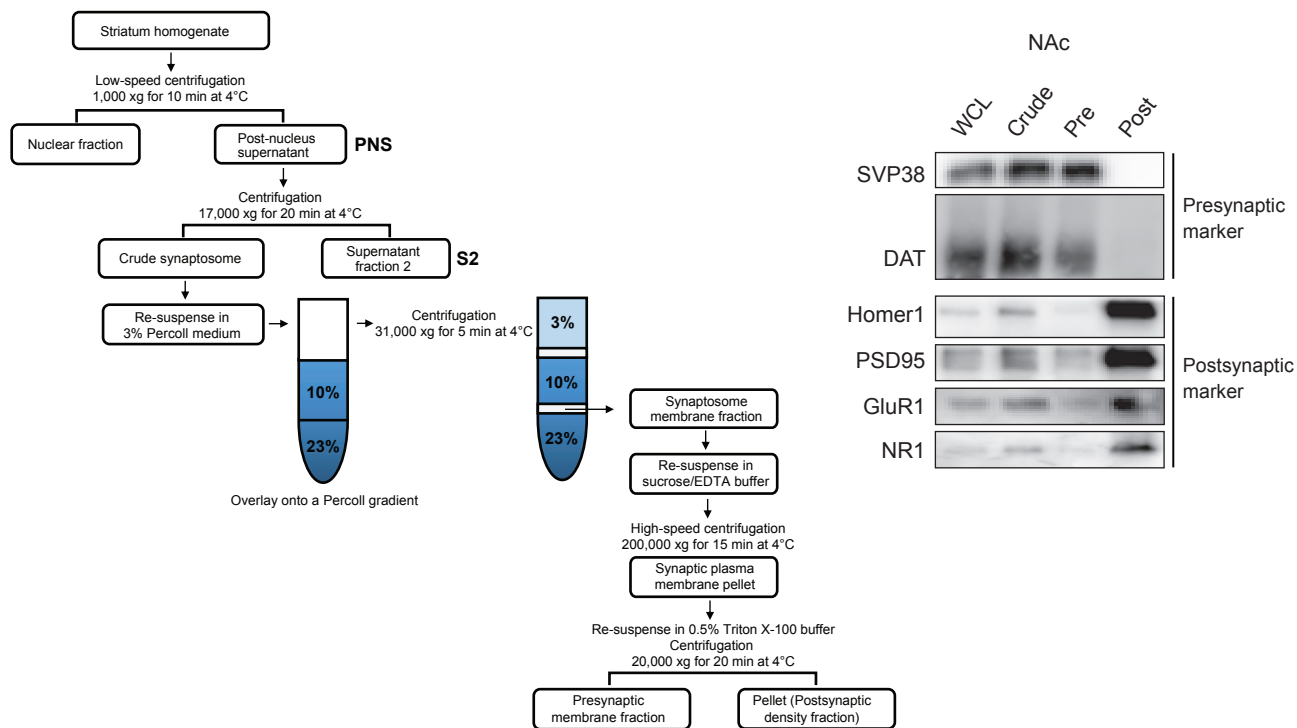 Striatum homogenate
Low-speed centrifugation
1,000 xg for 10 min at 4°C
Nuclear fraction
Post-nucleus
supernatant
PNS
Centrifugation
17,000 xg for 20 min at 4°C
Crude synaptosome
Supernatant
fraction 2
S2
Re-suspense in
3% Percoll medium
10%
23%
Overlay onto a Percoll gradient
Centrifugation
31,000 xg for 5 min at 4°C
3%
10%
23%
Synaptosome
membrane fraction
Re-suspense in
sucrose/EDTA buffer
High-speed centrifugation
200,000 xg for 15 min at 4°C
Synaptic plasma
membrane pellet
Re-suspense in 0.5% Triton X-100 buffer
Centrifugation
20,000 xg for 20 min at 4°C
Presynaptic
membrane fraction
Pellet (Postsynaptic
density fraction)
NAc
WCL
Crude
Pre
Post
SVP38
DAT
Presynaptic
marker
Homer1
PSD95
GluR1
NR1
Postsynaptic
marker